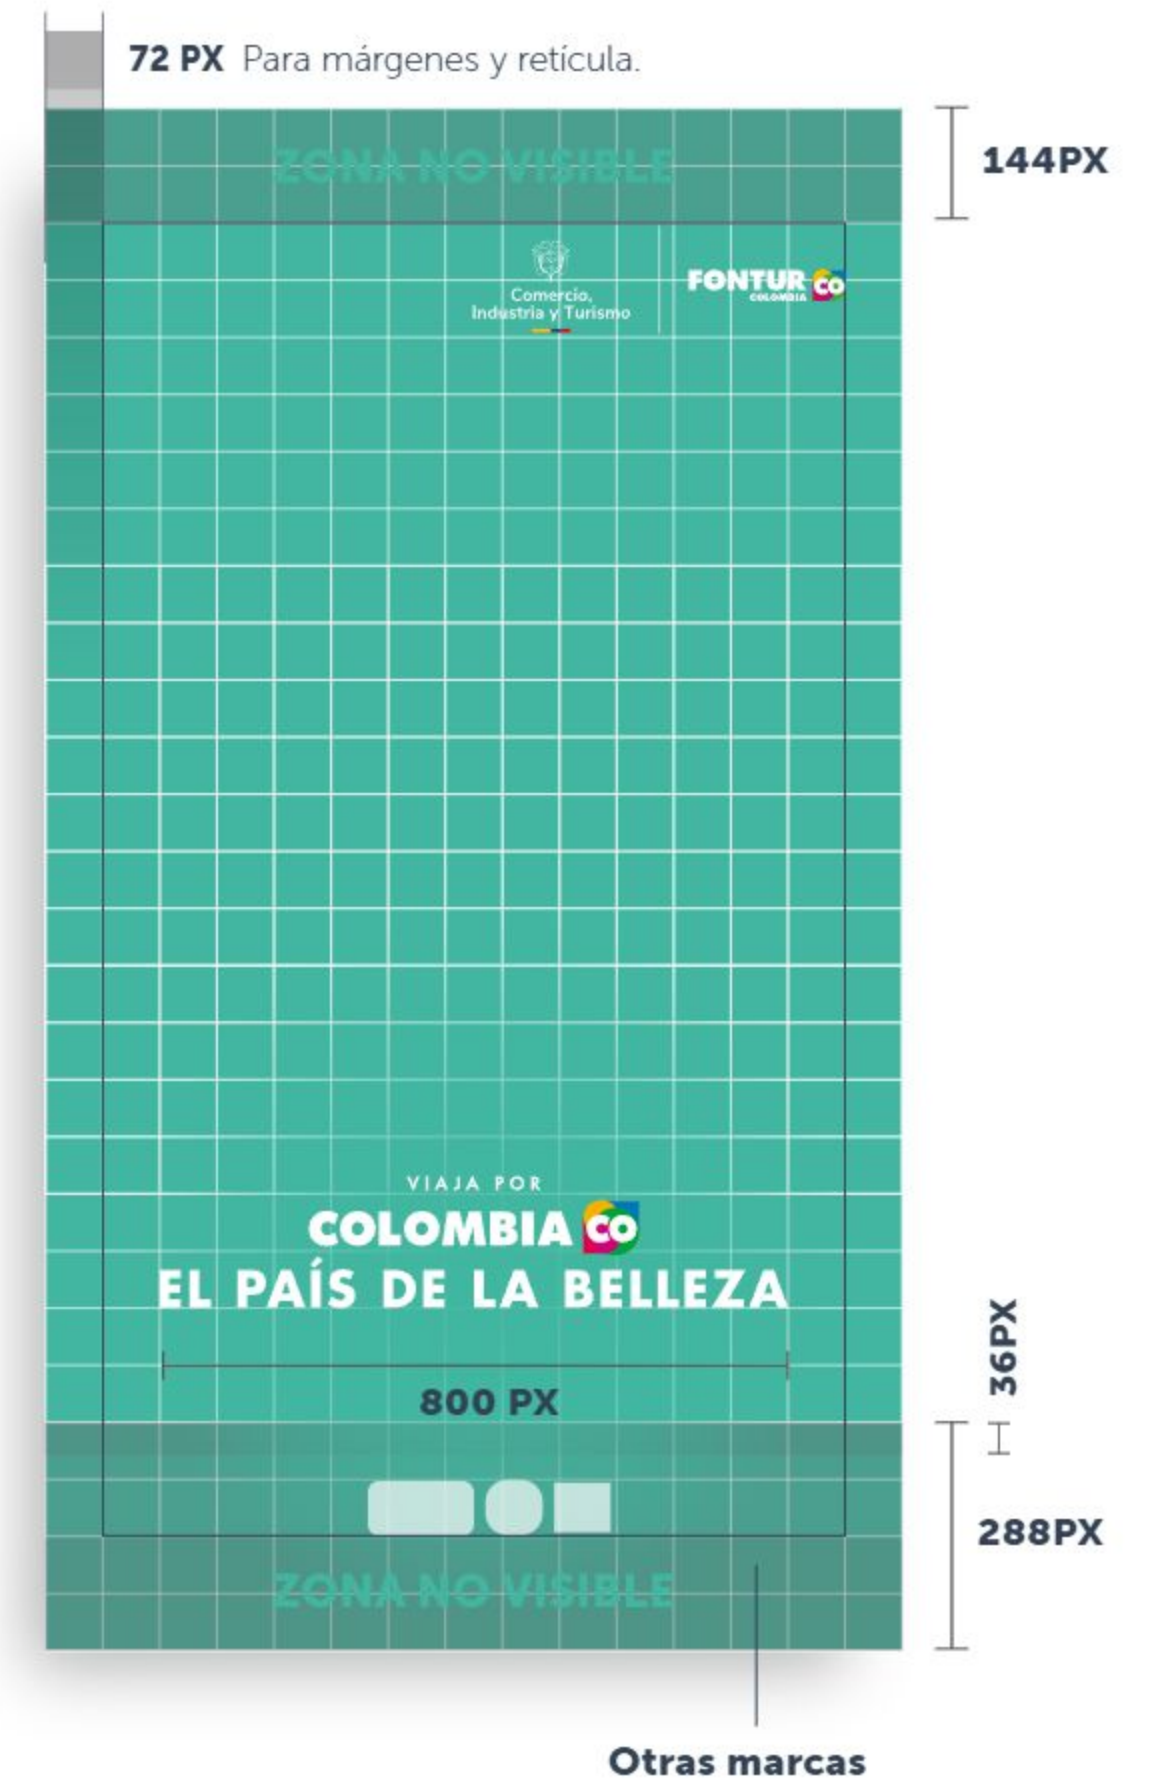 72 PX Para márgenes y retícula.
ZONA NO VISIBLE
144PX
Comercio,
Industria y Turismo
FONTUR CO
COLOMBIA
VIAJA POR
COLOMBIA CO
EL PAÍS DE LA BELLEZA
36PX
800 PX
288PX
ZONA NO VISIBLE
Otras marcas